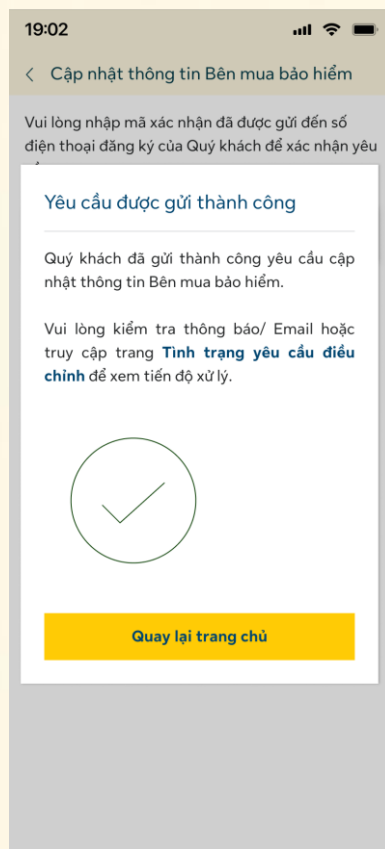 19:02
Cập nhật thông tin Bên mua bảo hiểm
Vui lòng nhập mã xác nhận đã được gửi đến số
điện thoại đăng ký của Quý khách để xác nhận yêu
Yêu cầu được gửi thành công
Quý khách đã gửi thành công yêu cầu cập
nhật thông tin Bên mua bảo hiểm.
Vui lòng kiểm tra thông báo/ Email hoặc
truy cập trang Tình trạng yêu cầu điều
chỉnh để xem tiến độ xử lý.
Quay lại trang chủ